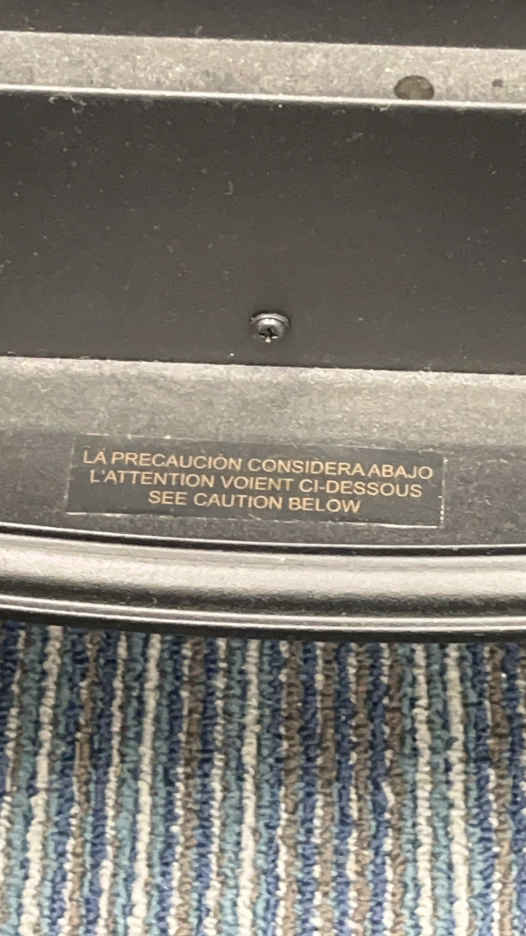 LA PRECAUCIÓN CONSIDERA ABAJO
L'ATTENTION VOIENT CI-DESSOUS
SEE CAUTION BELOW